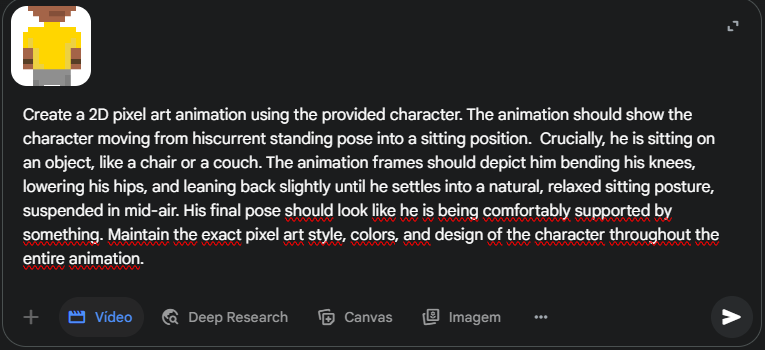 Create a 2D pixel art animation using the provided character. The animation should show the
character moving from hiscurrent standing pose into a sitting position.  Crucially, he is sitting on
an object, like a chair or a couch. The animation frames should depict him bending his knees,
lowering his hips, and leaning back slightly until he settles into a natural, relaxed sitting posture,
suspended in mid-air. His final pose should look like he is being comfortably supported by
something. Maintain the exact pixel art style, colors, and design of the character throughout the
entire animation.
Vídeo Deep Research Canvas Imagem